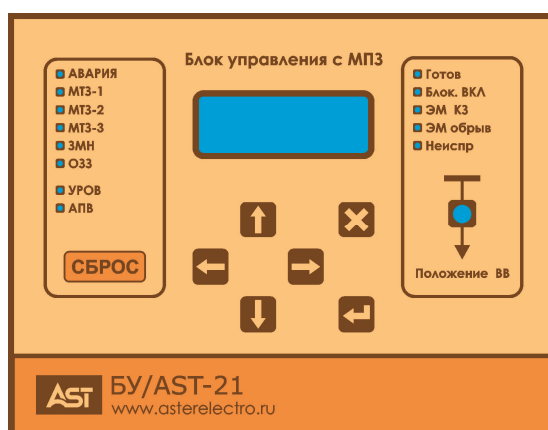 Блок управления с МПЗ
АВАРИЯ
МТЗ-1
МТЗ-2
МТЗ-3
ЗМН
ОЗЗ
УРОВ
АПВ
СБРОС
Готов
Блок. ВКЛ
ЭМ КЗ
ЭМ обрыв
Неиспр
Положение ВВ
AST
БУ/AST-21
www.asterelectro.ru